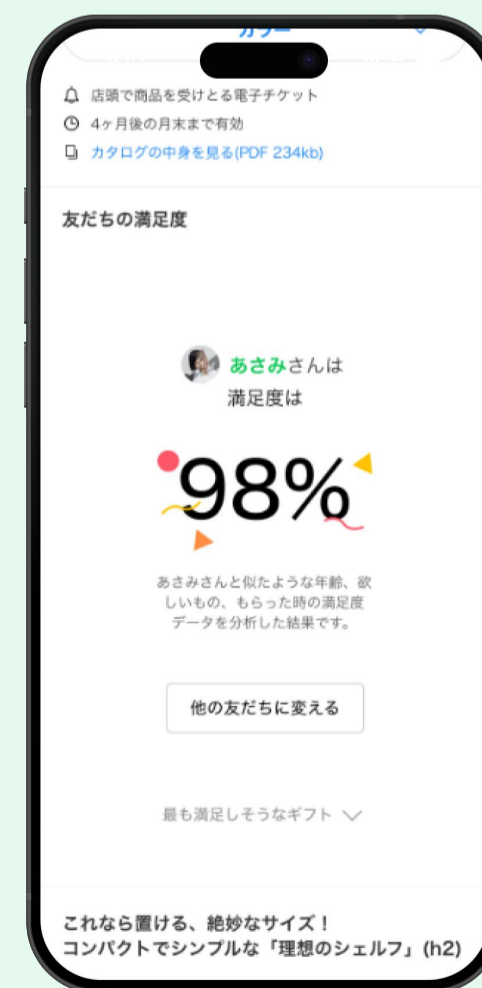 カラー
店頭で商品を受けとる電子チケット
4ヶ月後の月末まで有効
カタログの中身を見る(PDF 234kb)
友だちの満足度
あさみさんは
満足度は
98%
あさみさんと似たような年齢、欲
しいもの、もらった時の満足度
データを分析した結果です。
他の友だちに変える
最も満足しそうなギフト
これなら置ける、絶妙なサイズ！
コンパクトでシンプルな「理想のシェルフ」(h2)